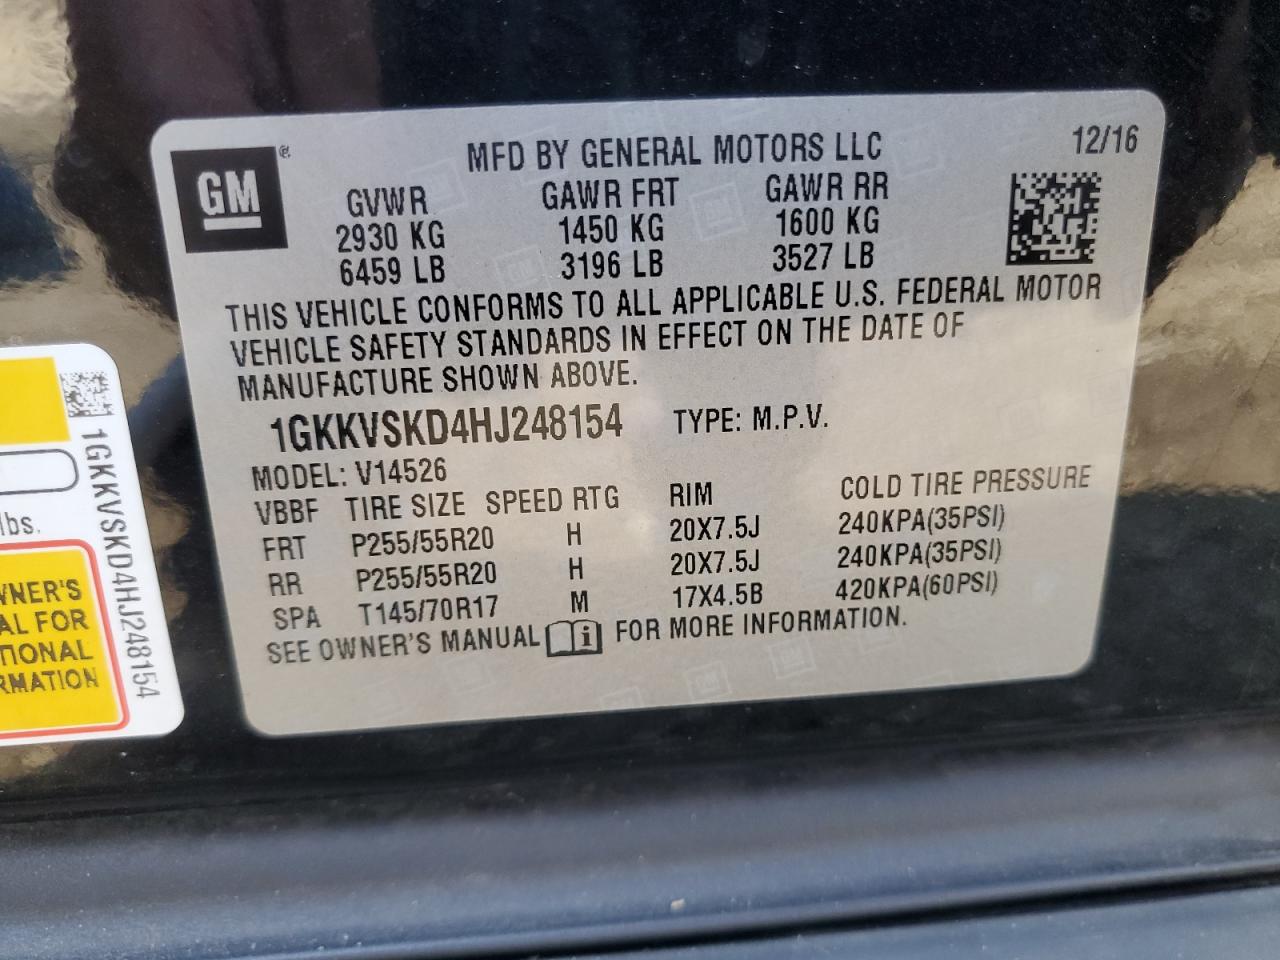 GM
MFD BY GENERAL MOTORS LLC
12/16
GVWR GAWR FRT GAWR RR
2930 KG 1450 KG 1600 KG
6459 LB 3196 LB 3527 LB
THIS VEHICLE CONFORMS TO ALL APPLICABLE U.S. FEDERAL MOTOR
VEHICLE SAFETY STANDARDS IN EFFECT ON THE DATE OF
MANUFACTURE SHOWN ABOVE.
1GKKVSKD4HJ248154 TYPE: M.P.V.
MODEL: V14526
VBBF TIRE SIZE SPEED RTG RIM COLD TIRE PRESSURE
FRT P255/55R20 H 20X7.5J 240KPA(35PSI)
RR P255/55R20 H 20X7.5J 240KPA(35PSI)
SPA T145/70R17 M 17X4.5B 420KPA(60PSI)
SEE OWNER'S MANUAL i FOR MORE INFORMATION.
1GKKVSKD4HJ248154
lbs.
WNER'S
AL FOR
TIONAL
RMATION